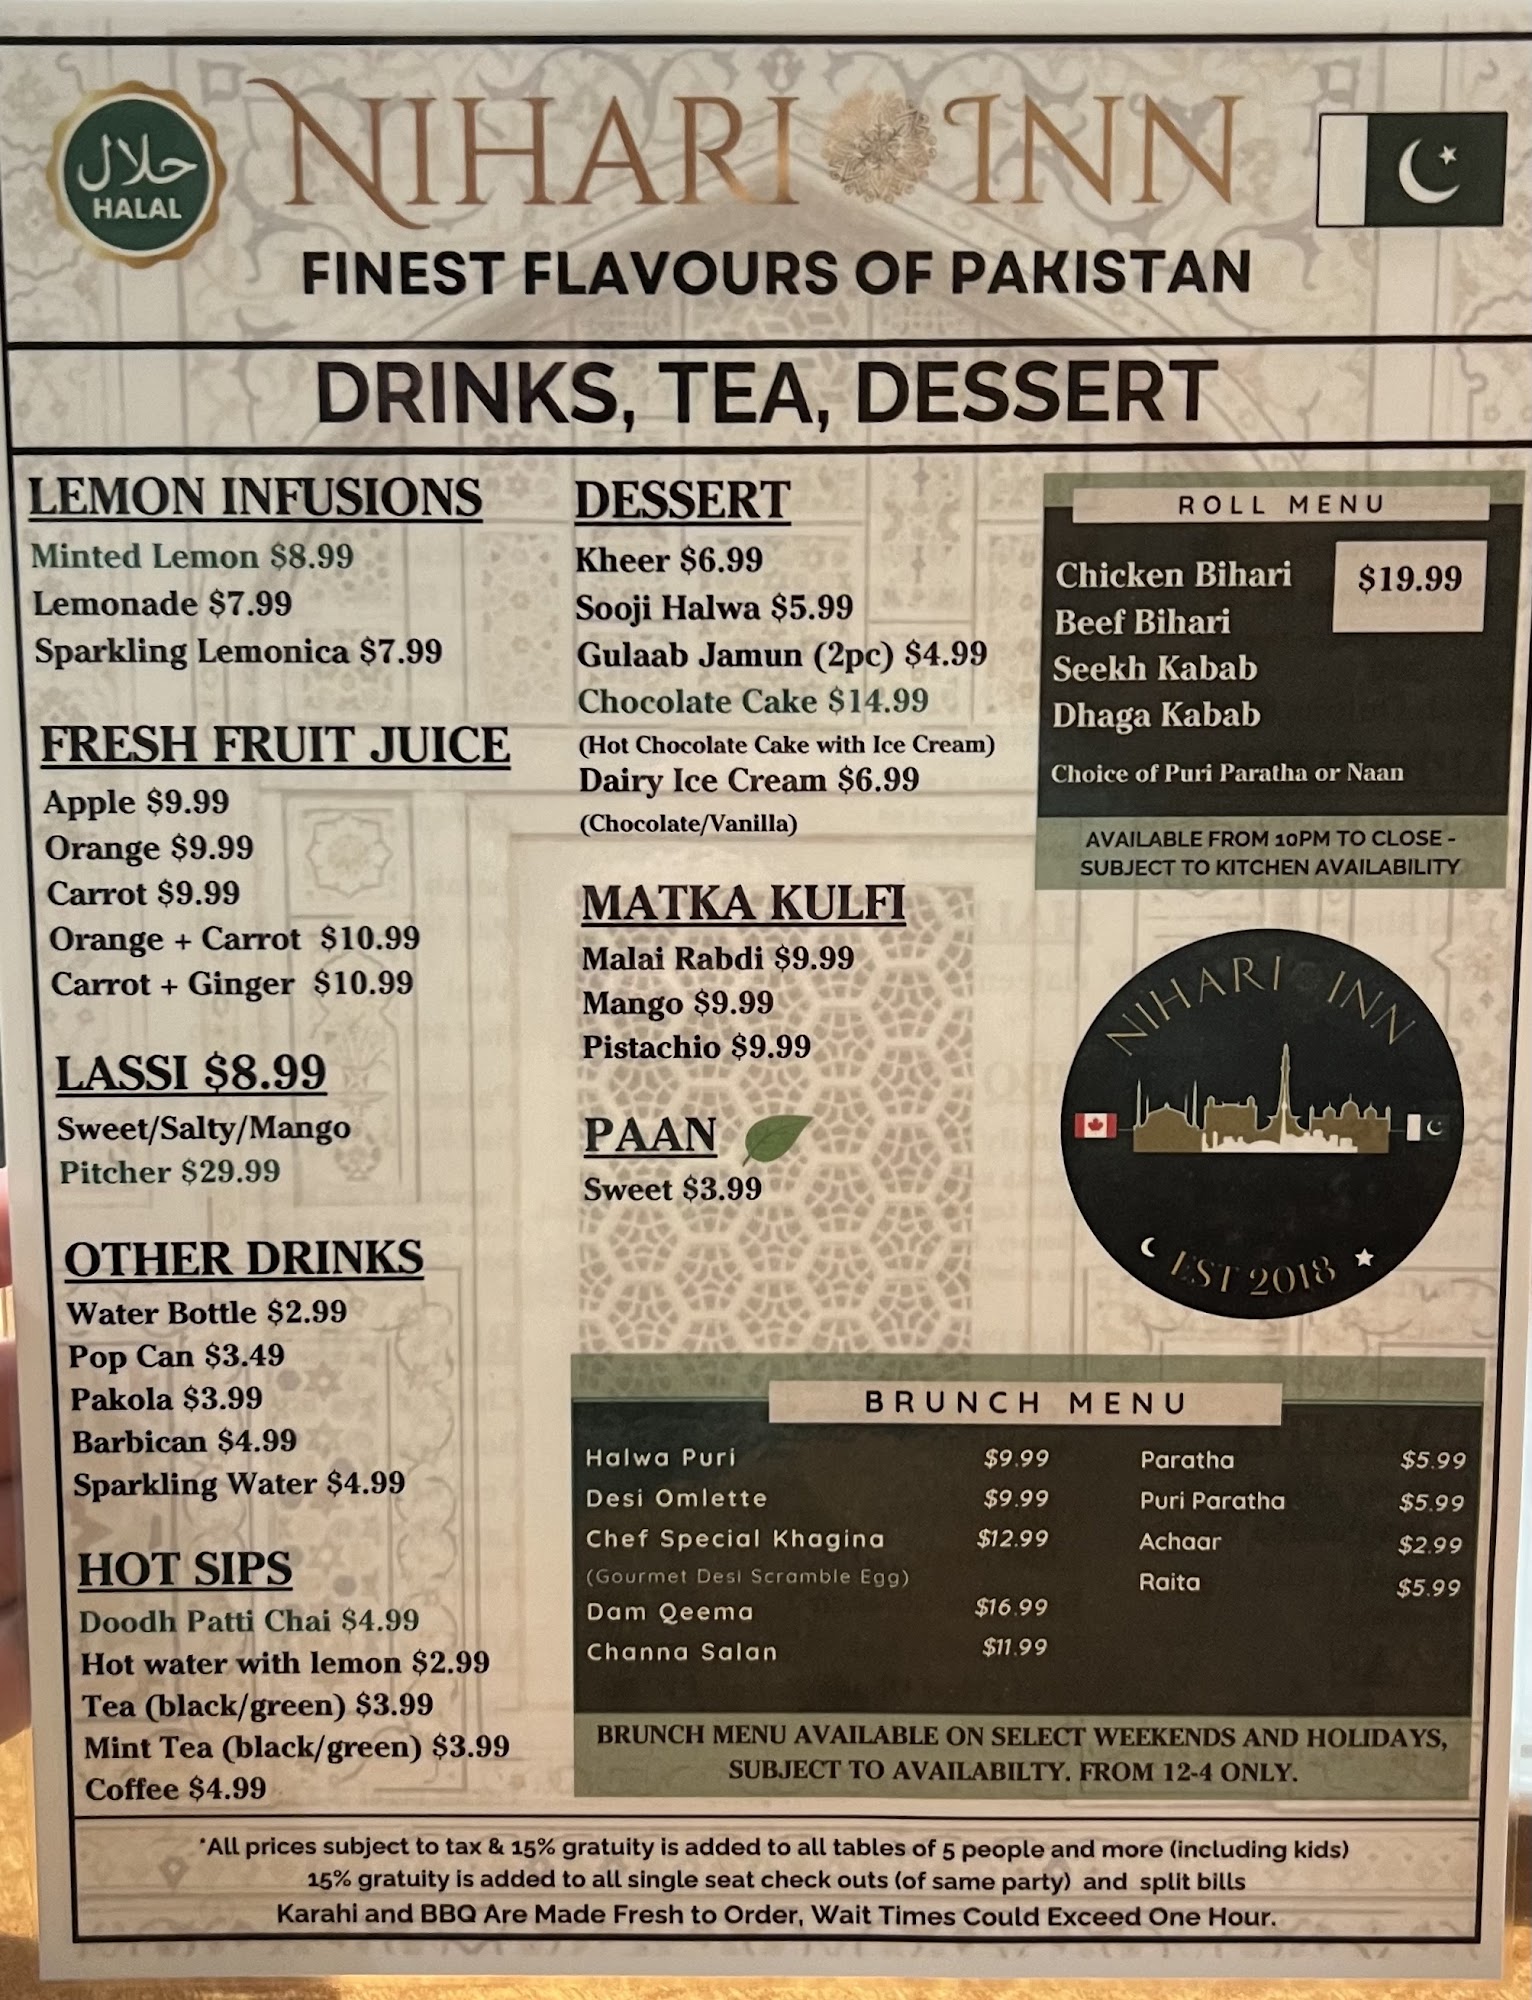 حلال
HALAL
NIHARI INN
FINEST FLAVOURS OF PAKISTAN
DRINKS, TEA, DESSERT
LEMON INFUSIONS
Minted Lemon $8.99
Lemonade $7.99
Sparkling Lemonica $7.99
FRESH FRUIT JUICE
Apple $9.99
Orange $9.99
Carrot $9.99
Orange + Carrot $10.99
Carrot + Ginger $10.99
LASSI $8.99
Sweet/Salty/Mango
Pitcher $29.99
OTHER DRINKS
Water Bottle $2.99
Pop Can $3.49
Pakola $3.99
Barbican $4.99
Sparkling Water $4.99
HOT SIPS
Doodh Patti Chai $4.99
Hot water with lemon $2.99
Tea (black/green) $3.99
Mint Tea (black/green) $3.99
Coffee $4.99
DESSERT
Kheer $6.99
Sooji Halwa $5.99
Gulaab Jamun (2pc) $4.99
Chocolate Cake $14.99
(Hot Chocolate Cake with Ice Cream)
Dairy Ice Cream $6.99
(Chocolate/Vanilla)
MATKA KULFI
Malai Rabdi $9.99
Mango $9.99
Pistachio $9.99
PAAN
Sweet $3.99
ROLL MENU
Chicken Bihari $19.99
Beef Bihari
Seekh Kabab
Dhaga Kabab
Choice of Puri Paratha or Naan
AVAILABLE FROM 10PM TO CLOSE -
SUBJECT TO KITCHEN AVAILABILITY
NIHARI INN
EST 2018
BRUNCH MENU
Halwa Puri $9.99
Desi Omlette $9.99
Chef Special Khagina $12.99
(Gourmet Desi Scramble Egg)
Dam Qeema $16.99
Channa Salan $11.99
Paratha $5.99
Puri Paratha $5.99
Achaar $2.99
Raita $5.99
BRUNCH MENU AVAILABLE ON SELECT WEEKENDS AND HOLIDAYS,
SUBJECT TO AVAILABILTY. FROM 12-4 ONLY.
*All prices subject to tax & 15% gratuity is added to all tables of 5 people and more (including kids)
15% gratuity is added to all single seat check outs (of same party) and split bills
Karahi and BBQ Are Made Fresh to Order, Wait Times Could Exceed One Hour.